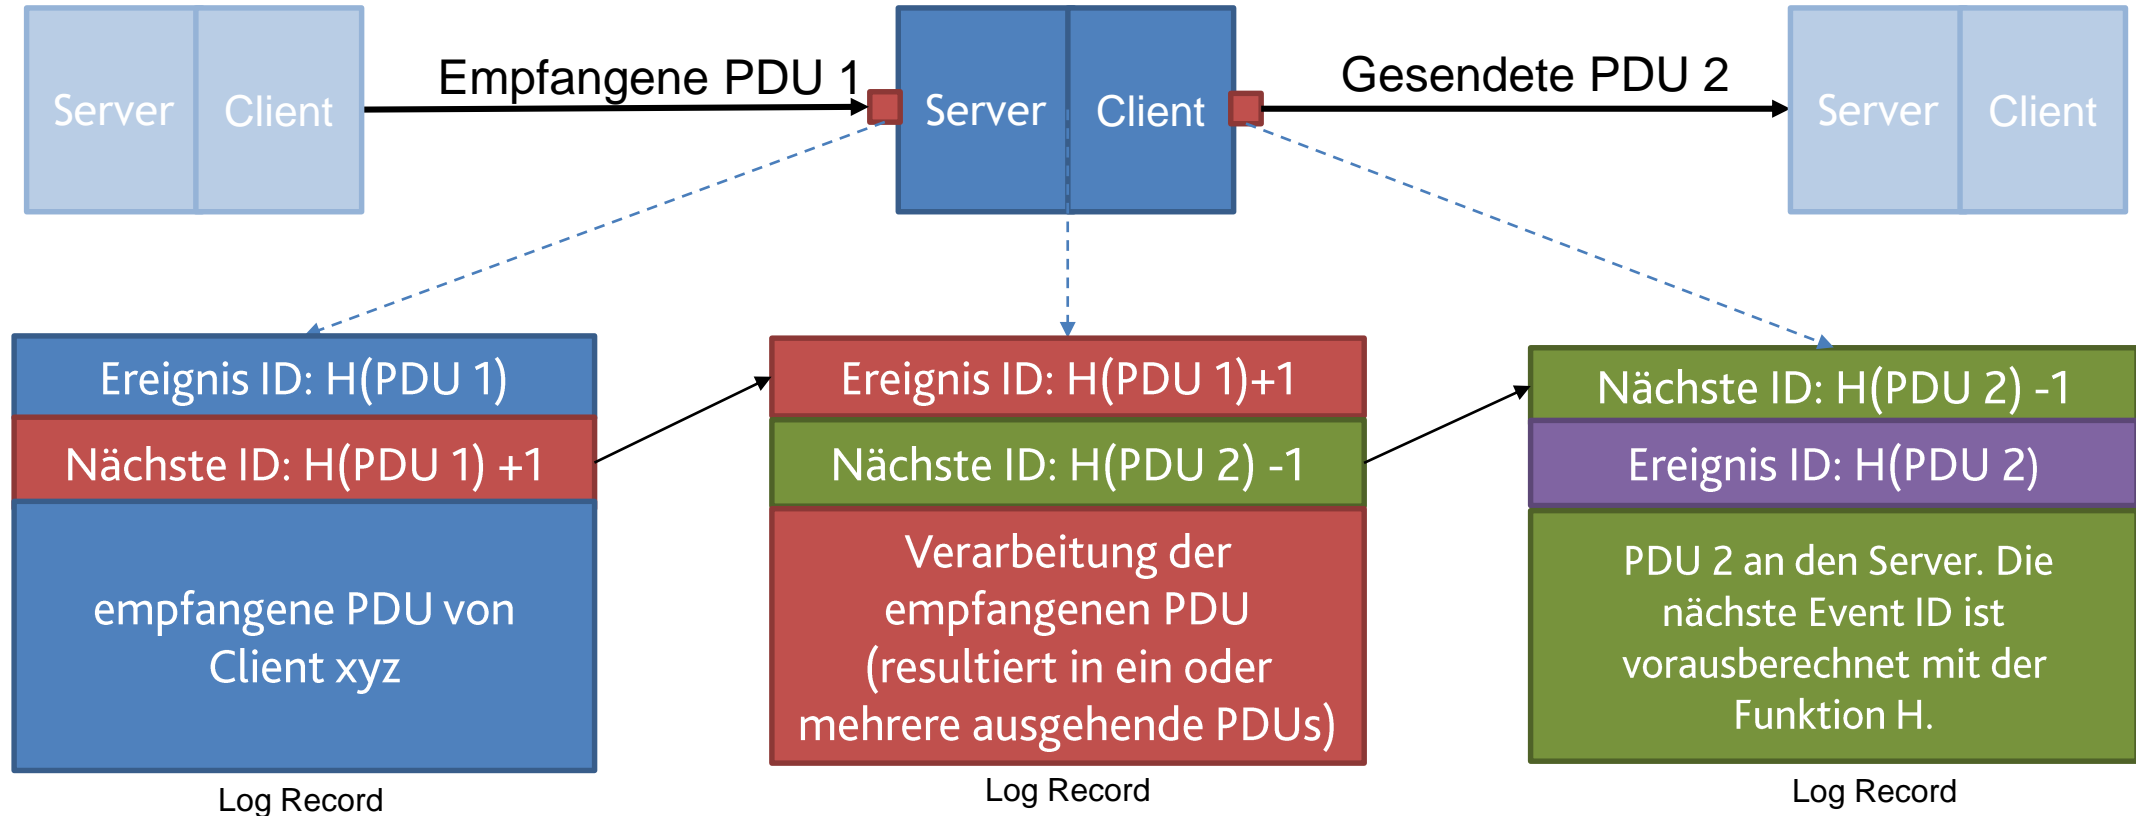 Server
Client
Empfangene PDU 1
Server
Client
Gesendete PDU 2
Server
Client
Ereignis ID: H(PDU 1)
Nächste ID: H(PDU 1) +1
empfangene PDU von
Client xyz
Log Record
Ereignis ID: H(PDU 1)+1
Nächste ID: H(PDU 2) -1
Verarbeitung der
empfangenen PDU
(resultiert in ein oder
mehrere ausgehende PDUs)
Log Record
Nächste ID: H(PDU 2) -1
Ereignis ID: H(PDU 2)
PDU 2 an den Server. Die
nächste Event ID ist
vorausberechnet mit der
Funktion H.
Log Record